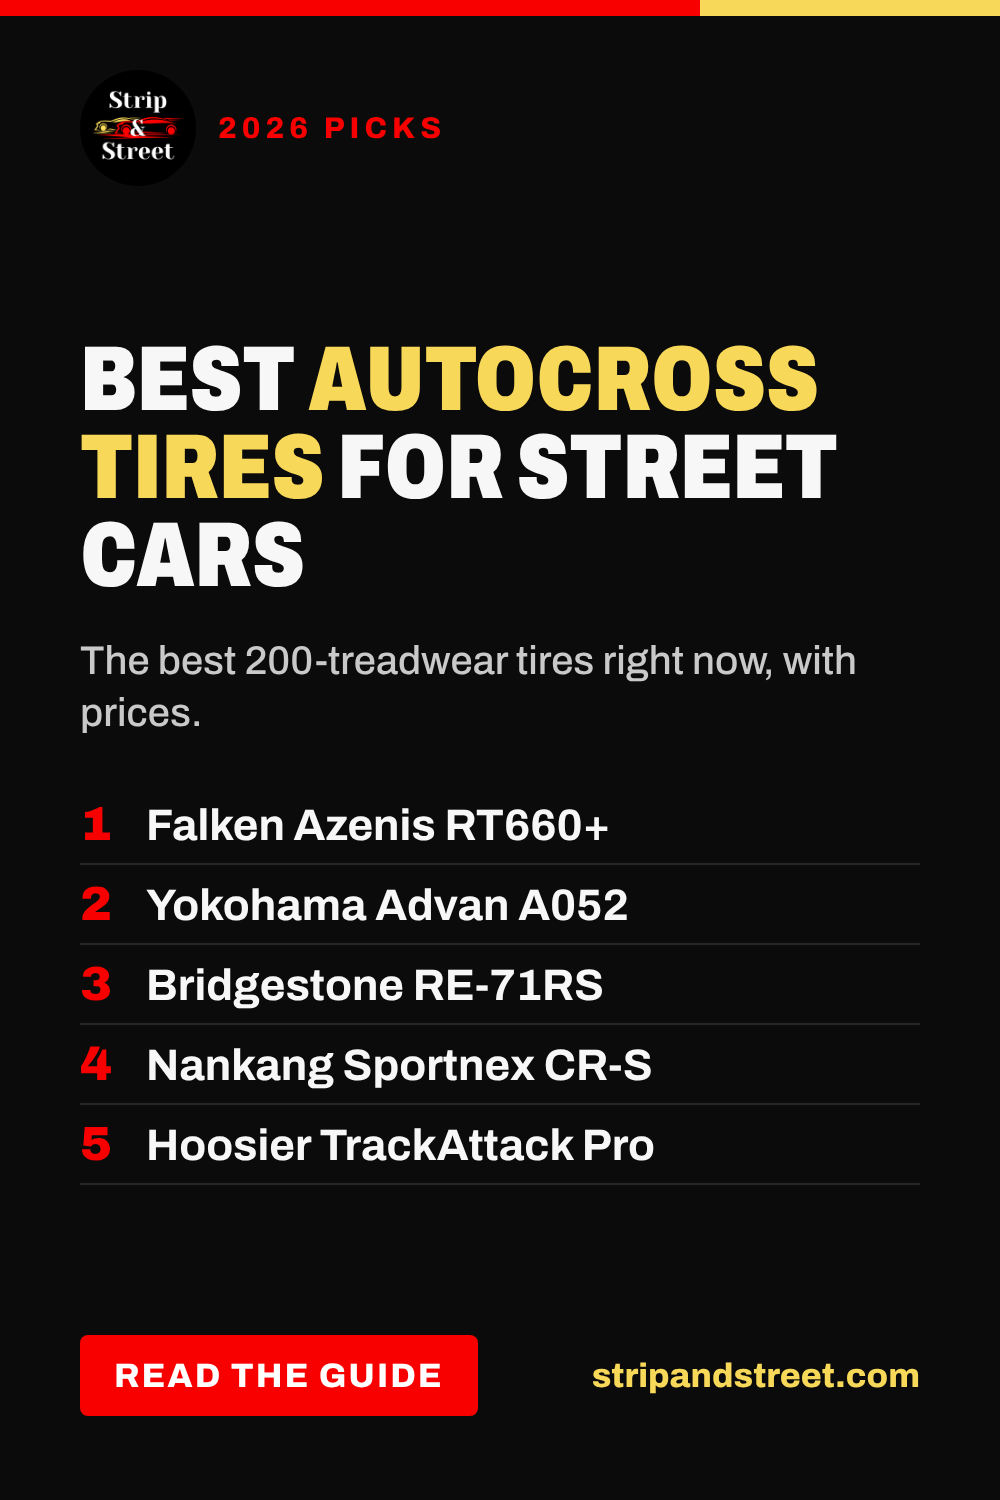 Strip
&
Street
2026 PICKS
BEST AUTOCROSS
TIRES FOR STREET
CARS
The best 200-treadwear tires right now, with
prices.
1 Falken Azenis RT660+
2 Yokohama Advan A052
3 Bridgestone RE-71RS
4 Nankang Sportnex CR-S
5 Hoosier TrackAttack Pro
READ THE GUIDE
stripandstreet.com